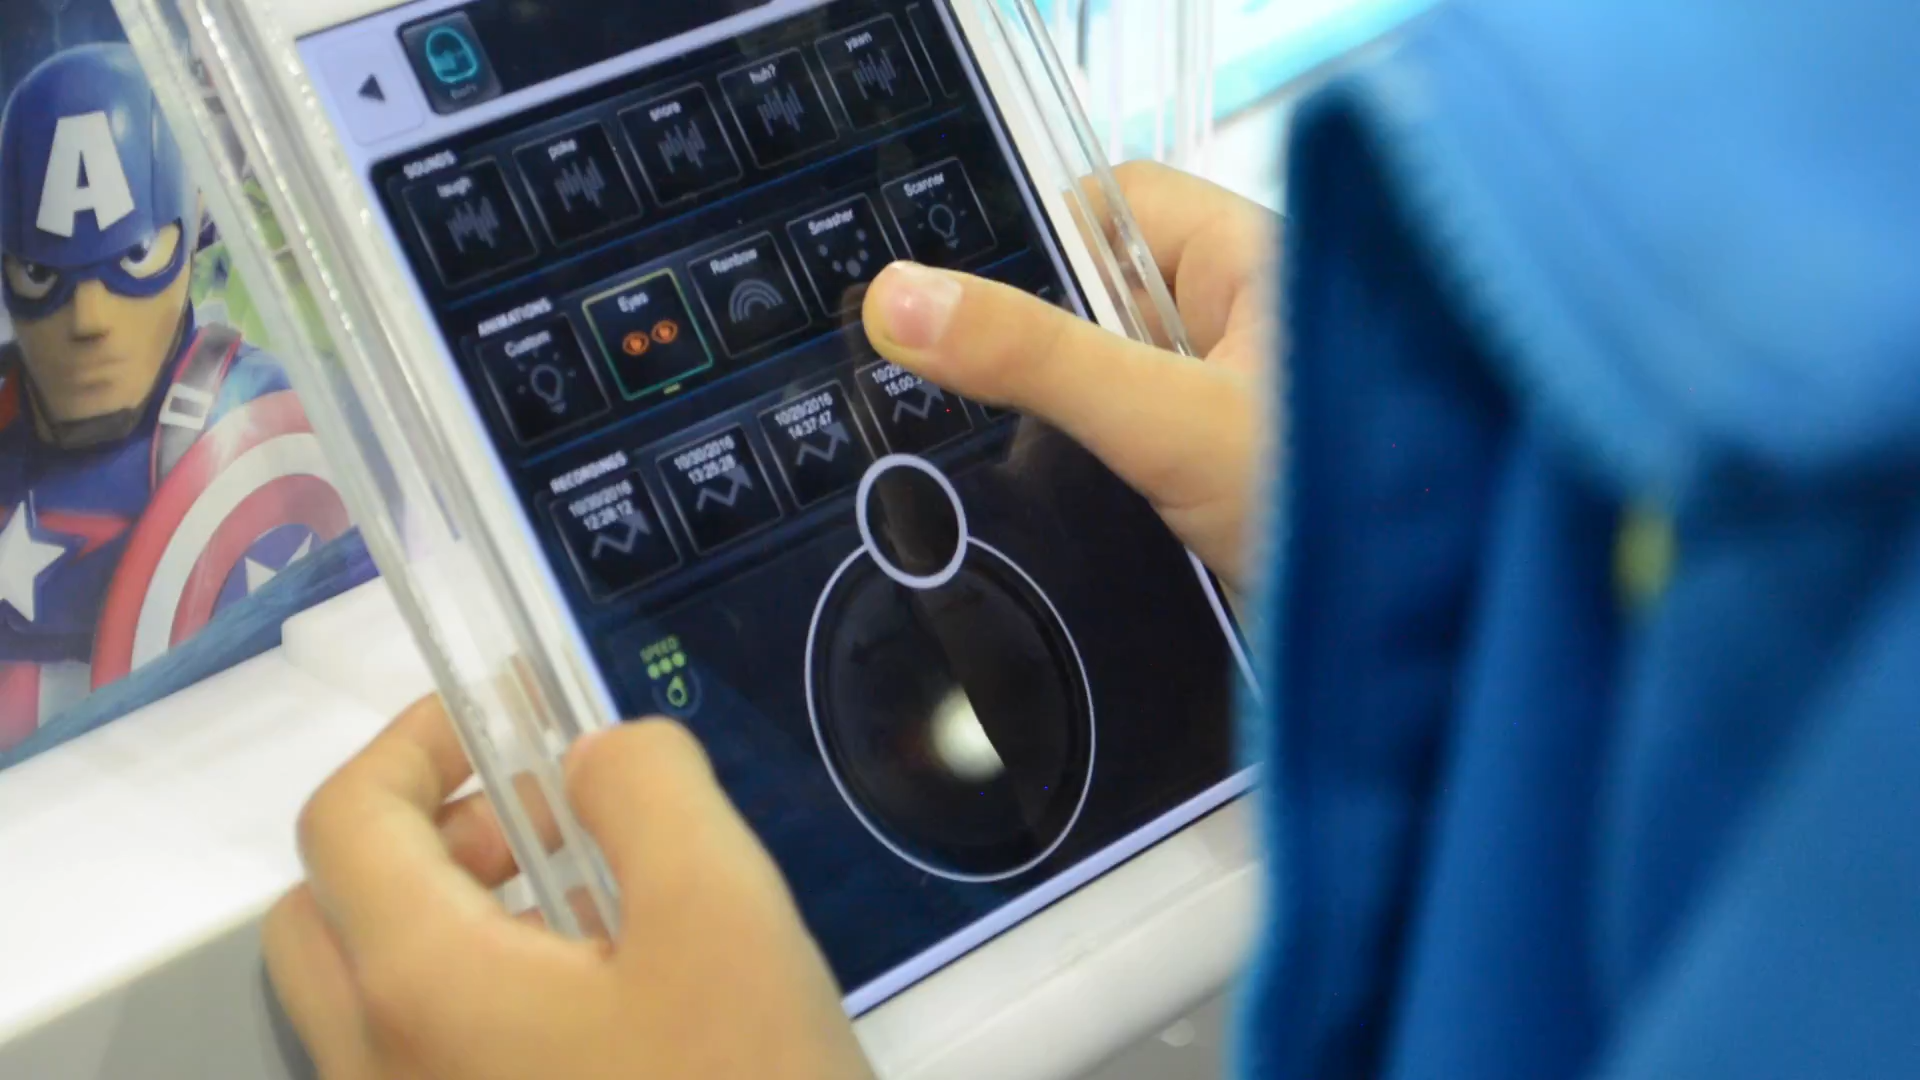 A
SOUNDS
laugh
poke
snore
huh?
yawn
ANIMATIONS
Custom
Eyes
Rainbow
Smasher
Scanner
RECORDINGS
10/30/2016
12:28:12
10/30/2016
13:25:28
10/29/2016
14:37:47
SPEED